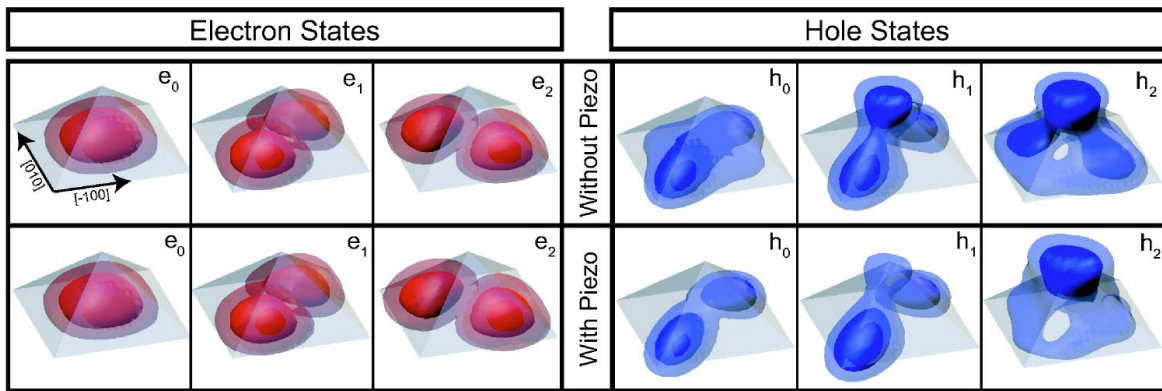 Electron States
Hole States
e0
e1
e2
Without Piezo
h0
h1
h2
[010]
[-100]
e0
e1
e2
With Piezo
h0
h1
h2